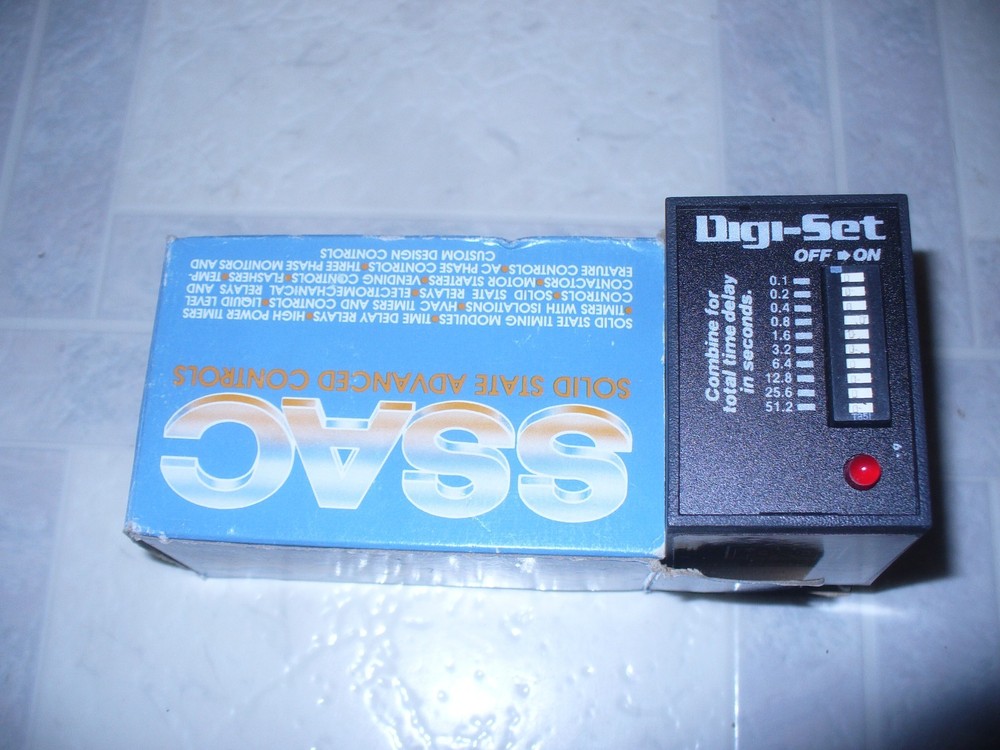 SSAC
SOLID STATE ADVANCED CONTROLS
SOLID STATE TIMING MODULES•TIME DELAY RELAYS•HIGH POWER TIMERS
•TIMERS WITH ISOLATION•HVAC TIMERS AND CONTROLS•LIQUID LEVEL
CONTROLS•SOLID STATE RELAYS•ELECTROMECHANICAL RELAYS AND
CONTACTORS•MOTOR STARTERS•VENDING CONTROLS•FLASHERS•TEMP-
ERATURE CONTROLS•AC PHASE CONTROLS•THREE PHASE MONITORS AND
CUSTOM DESIGN CONTROLS
Digi-Set
OFF ➡ ON
Combine for
total time delay
in seconds.
0.1
0.2
0.4
0.8
1.6
3.2
6.4
12.8
25.6
51.2